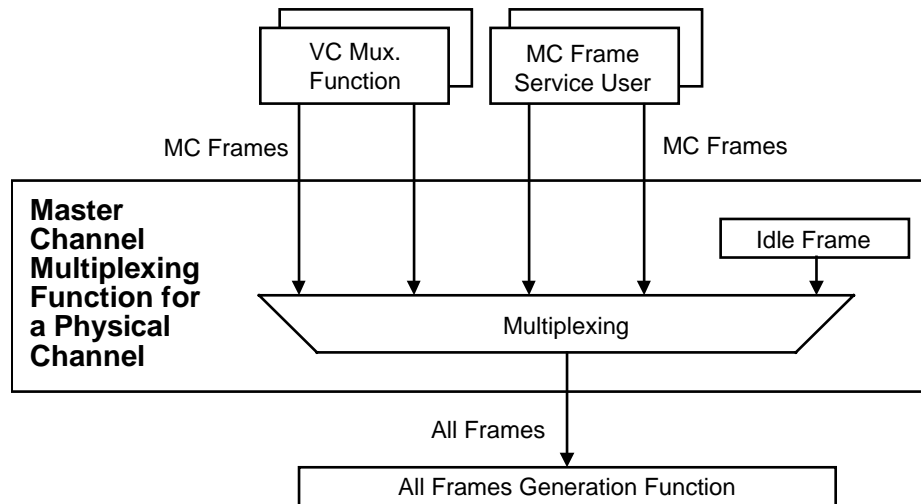 VC Mux.
Function
MC Frame
Service User
MC Frames
MC Frames
Master
Channel
Multiplexing
Function for
a Physical
Channel
Idle Frame
Multiplexing
All Frames
All Frames Generation Function